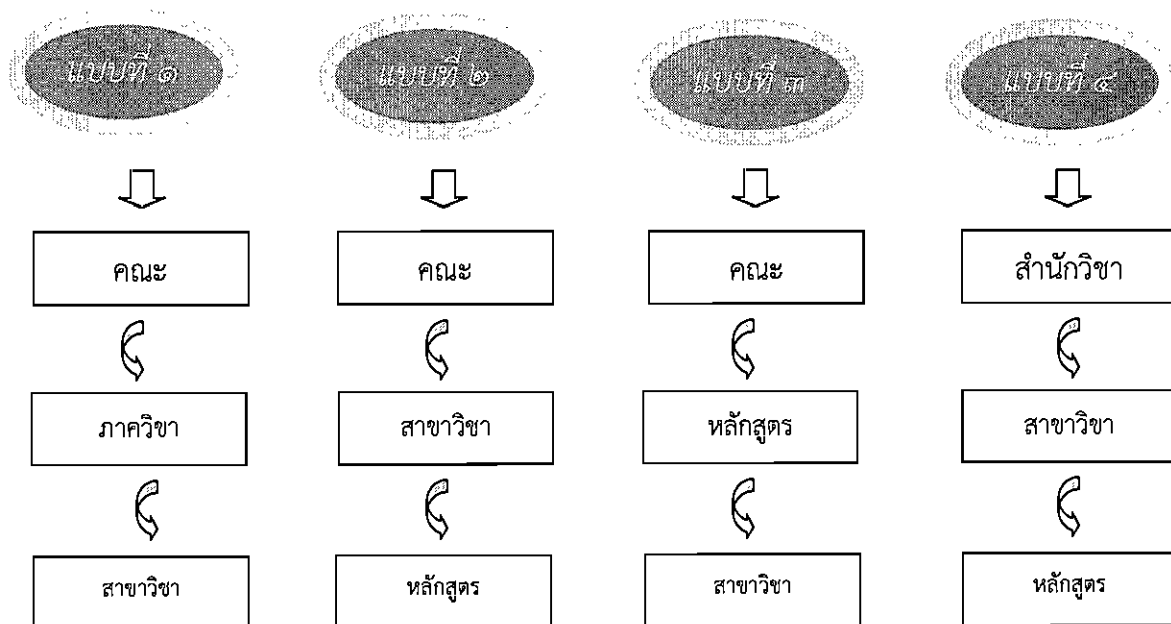 แบบที่ ๑
แบบที่ ๒
แบบที่ ๓
แบบที่ ๔
คณะ
คณะ
คณะ
สำนักวิชา
ภาควิขา
สาขาวิชา
หลักสูตร
สาขาวิขา
สาขาวิชา
หลักสูตร
สาขาวิชา
หลักสูตร